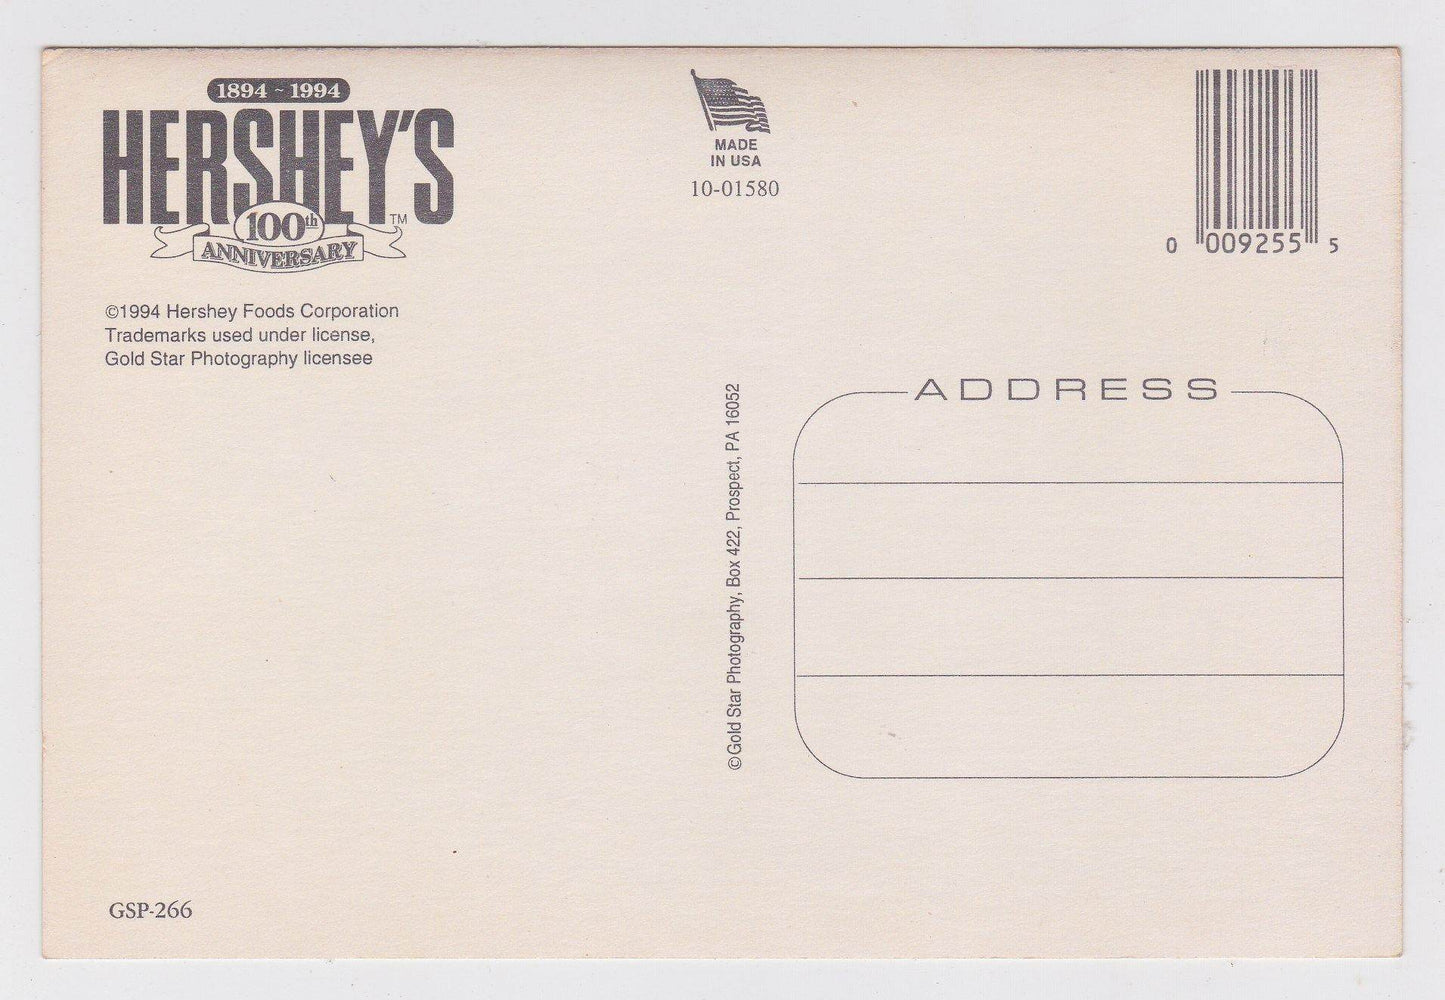 1894 ~ 1994
HERSHEY'S
100th
ANNIVERSARY
TM
©1994 Hershey Foods Corporation
Trademarks used under license,
Gold Star Photography licensee
GSP-266
MADE
IN USA
10-01580
©Gold Star Photography, Box 422, Prospect, PA 16052
0 009255 5
ADDRESS